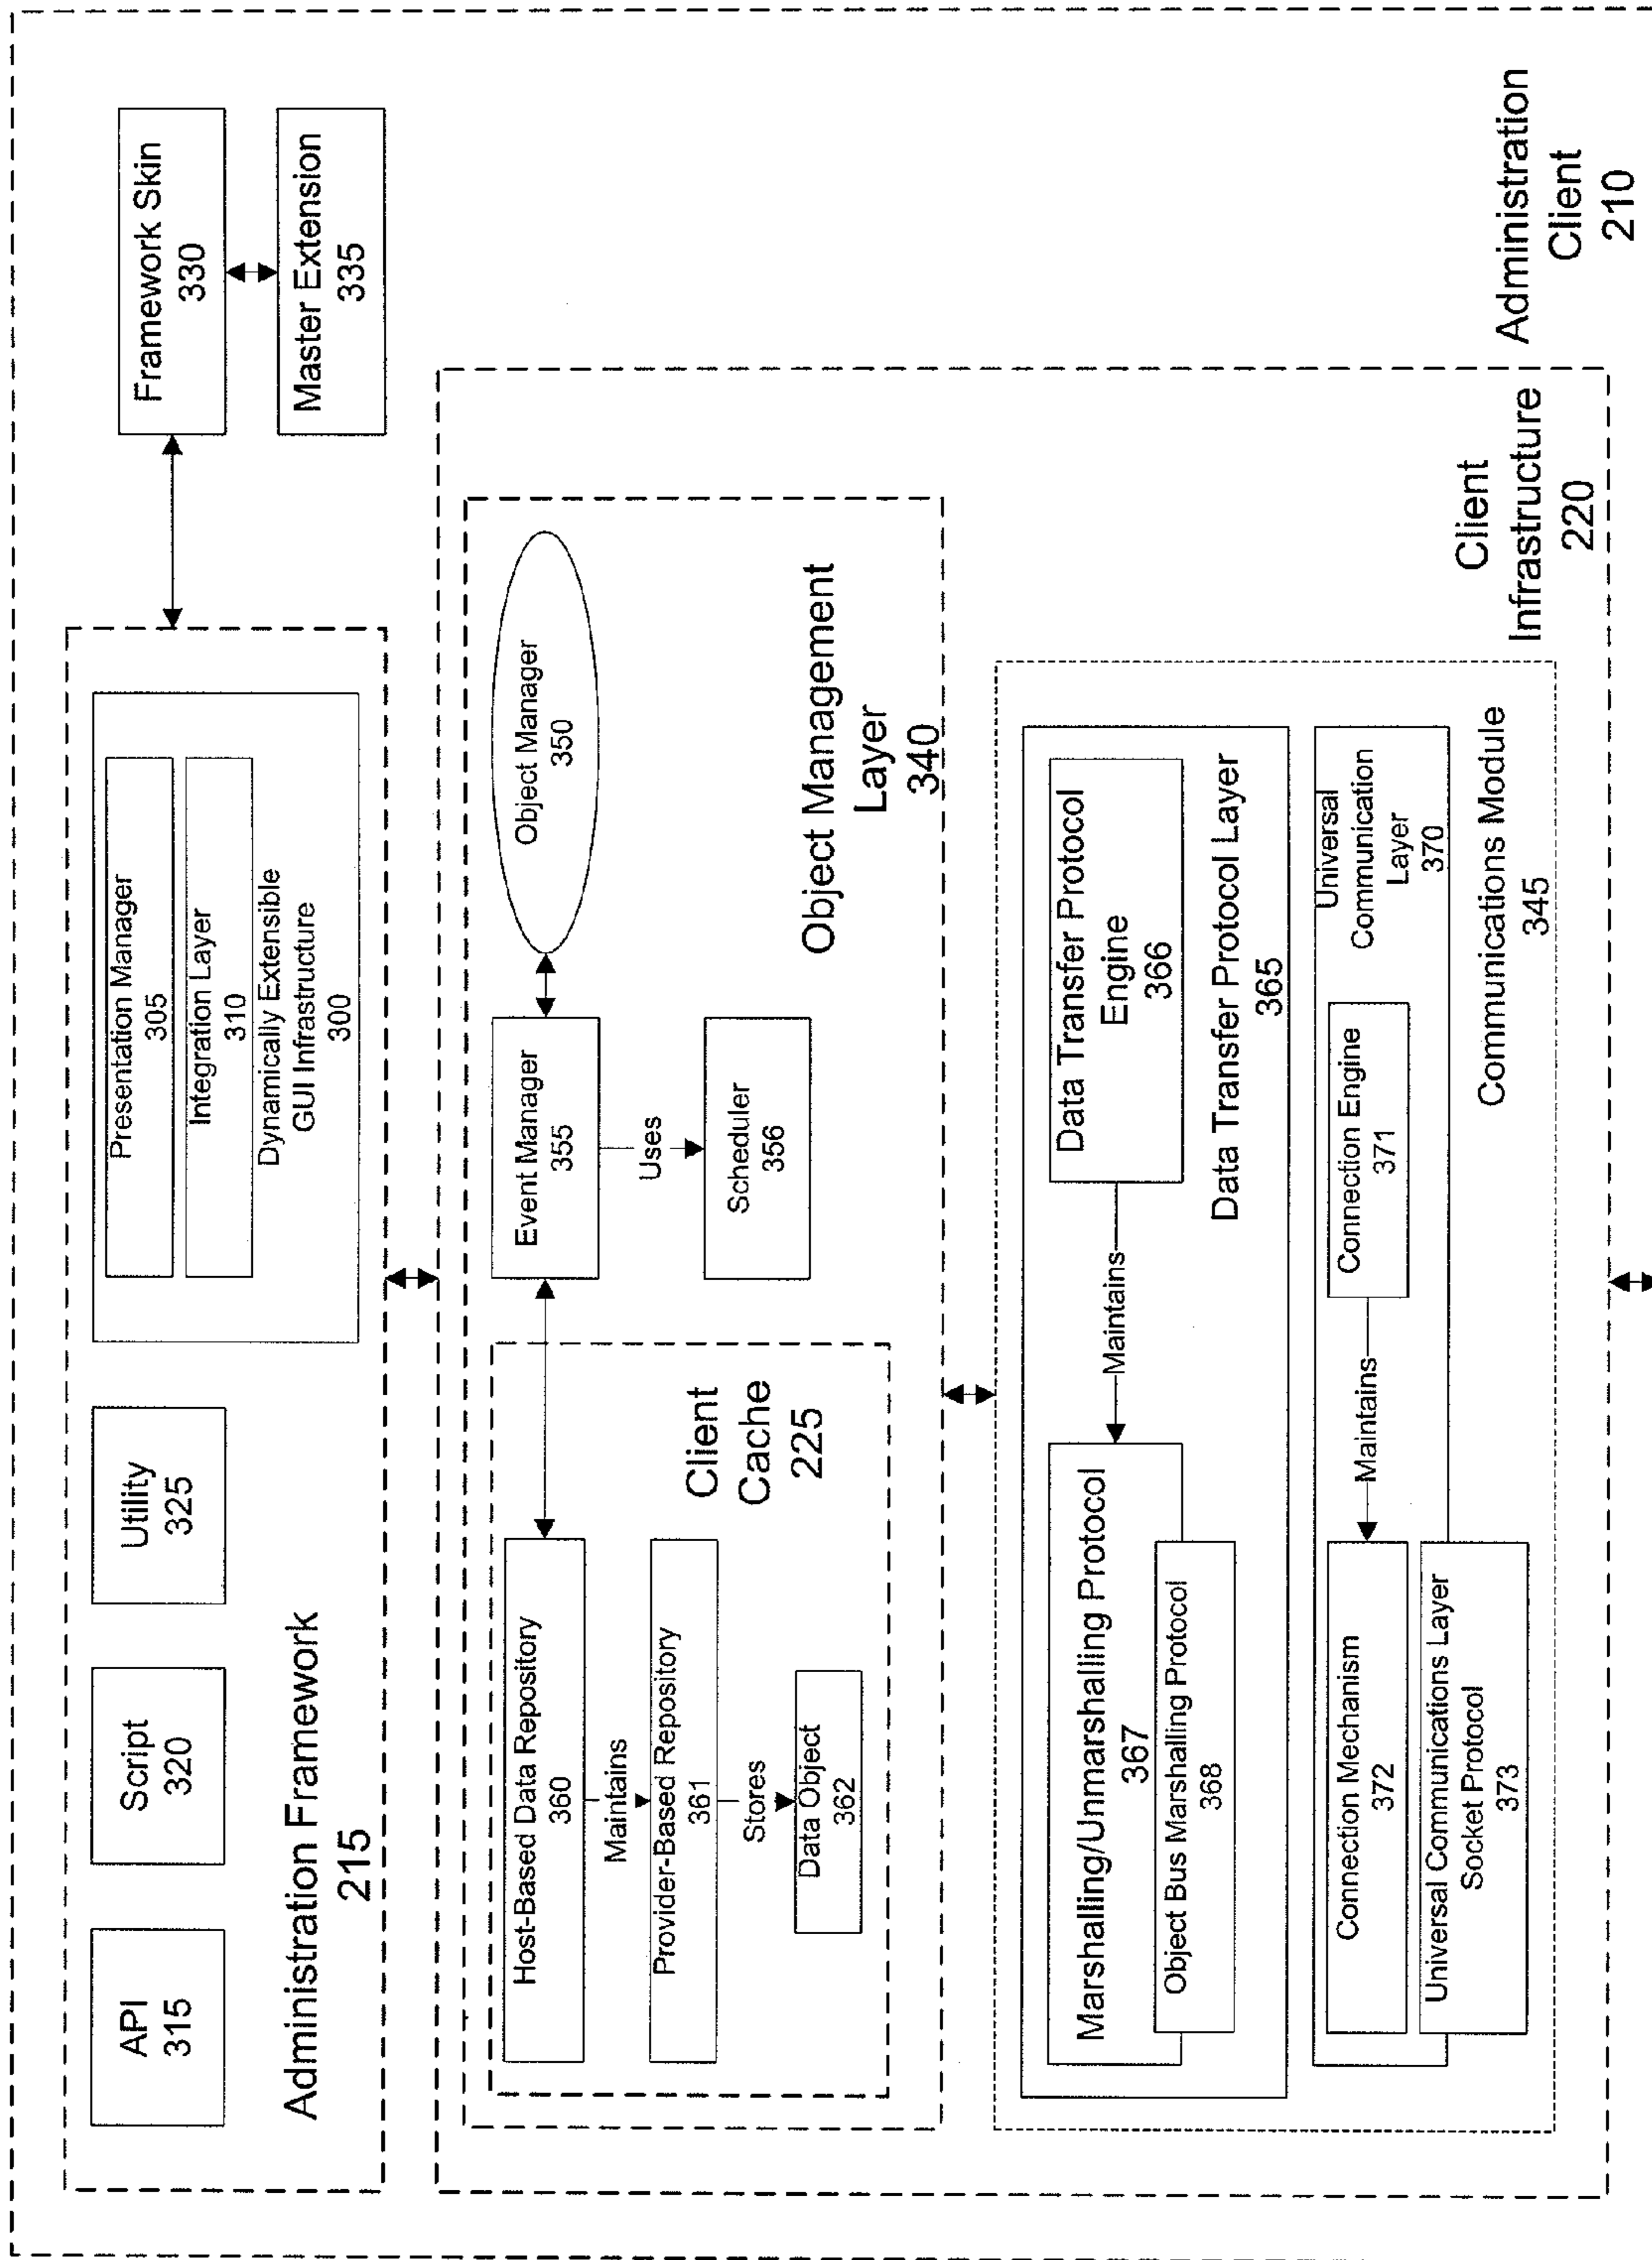 API
315
Script
320
Utility
325
Presentation Manager
305
Integration Layer
310
Dynamically Extensible
GUI Infrastructure
300
Administration Framework
215
Framework Skin
330
Master Extension
335
Host-Based Data Repository
360
Maintains
Provider-Based Repository
361
Stores
Data Object
362
Client
Cache
225
Event Manager
355
Uses
Scheduler
356
Object Manager
350
Object Management
Layer
340
Marshalling/Unmarshalling Protocol
367
Object Bus Marshalling Protocol
368
Maintains
Data Transfer Protocol
Engine
366
Data Transfer Protocol Layer
365
Connection Mechanism
372
Universal Communications Layer
Socket Protocol
373
Maintains
Connection Engine
371
Universal
Communication
Layer
370
Communications Module
345
Client
Infrastructure
220
Administration
Client
210